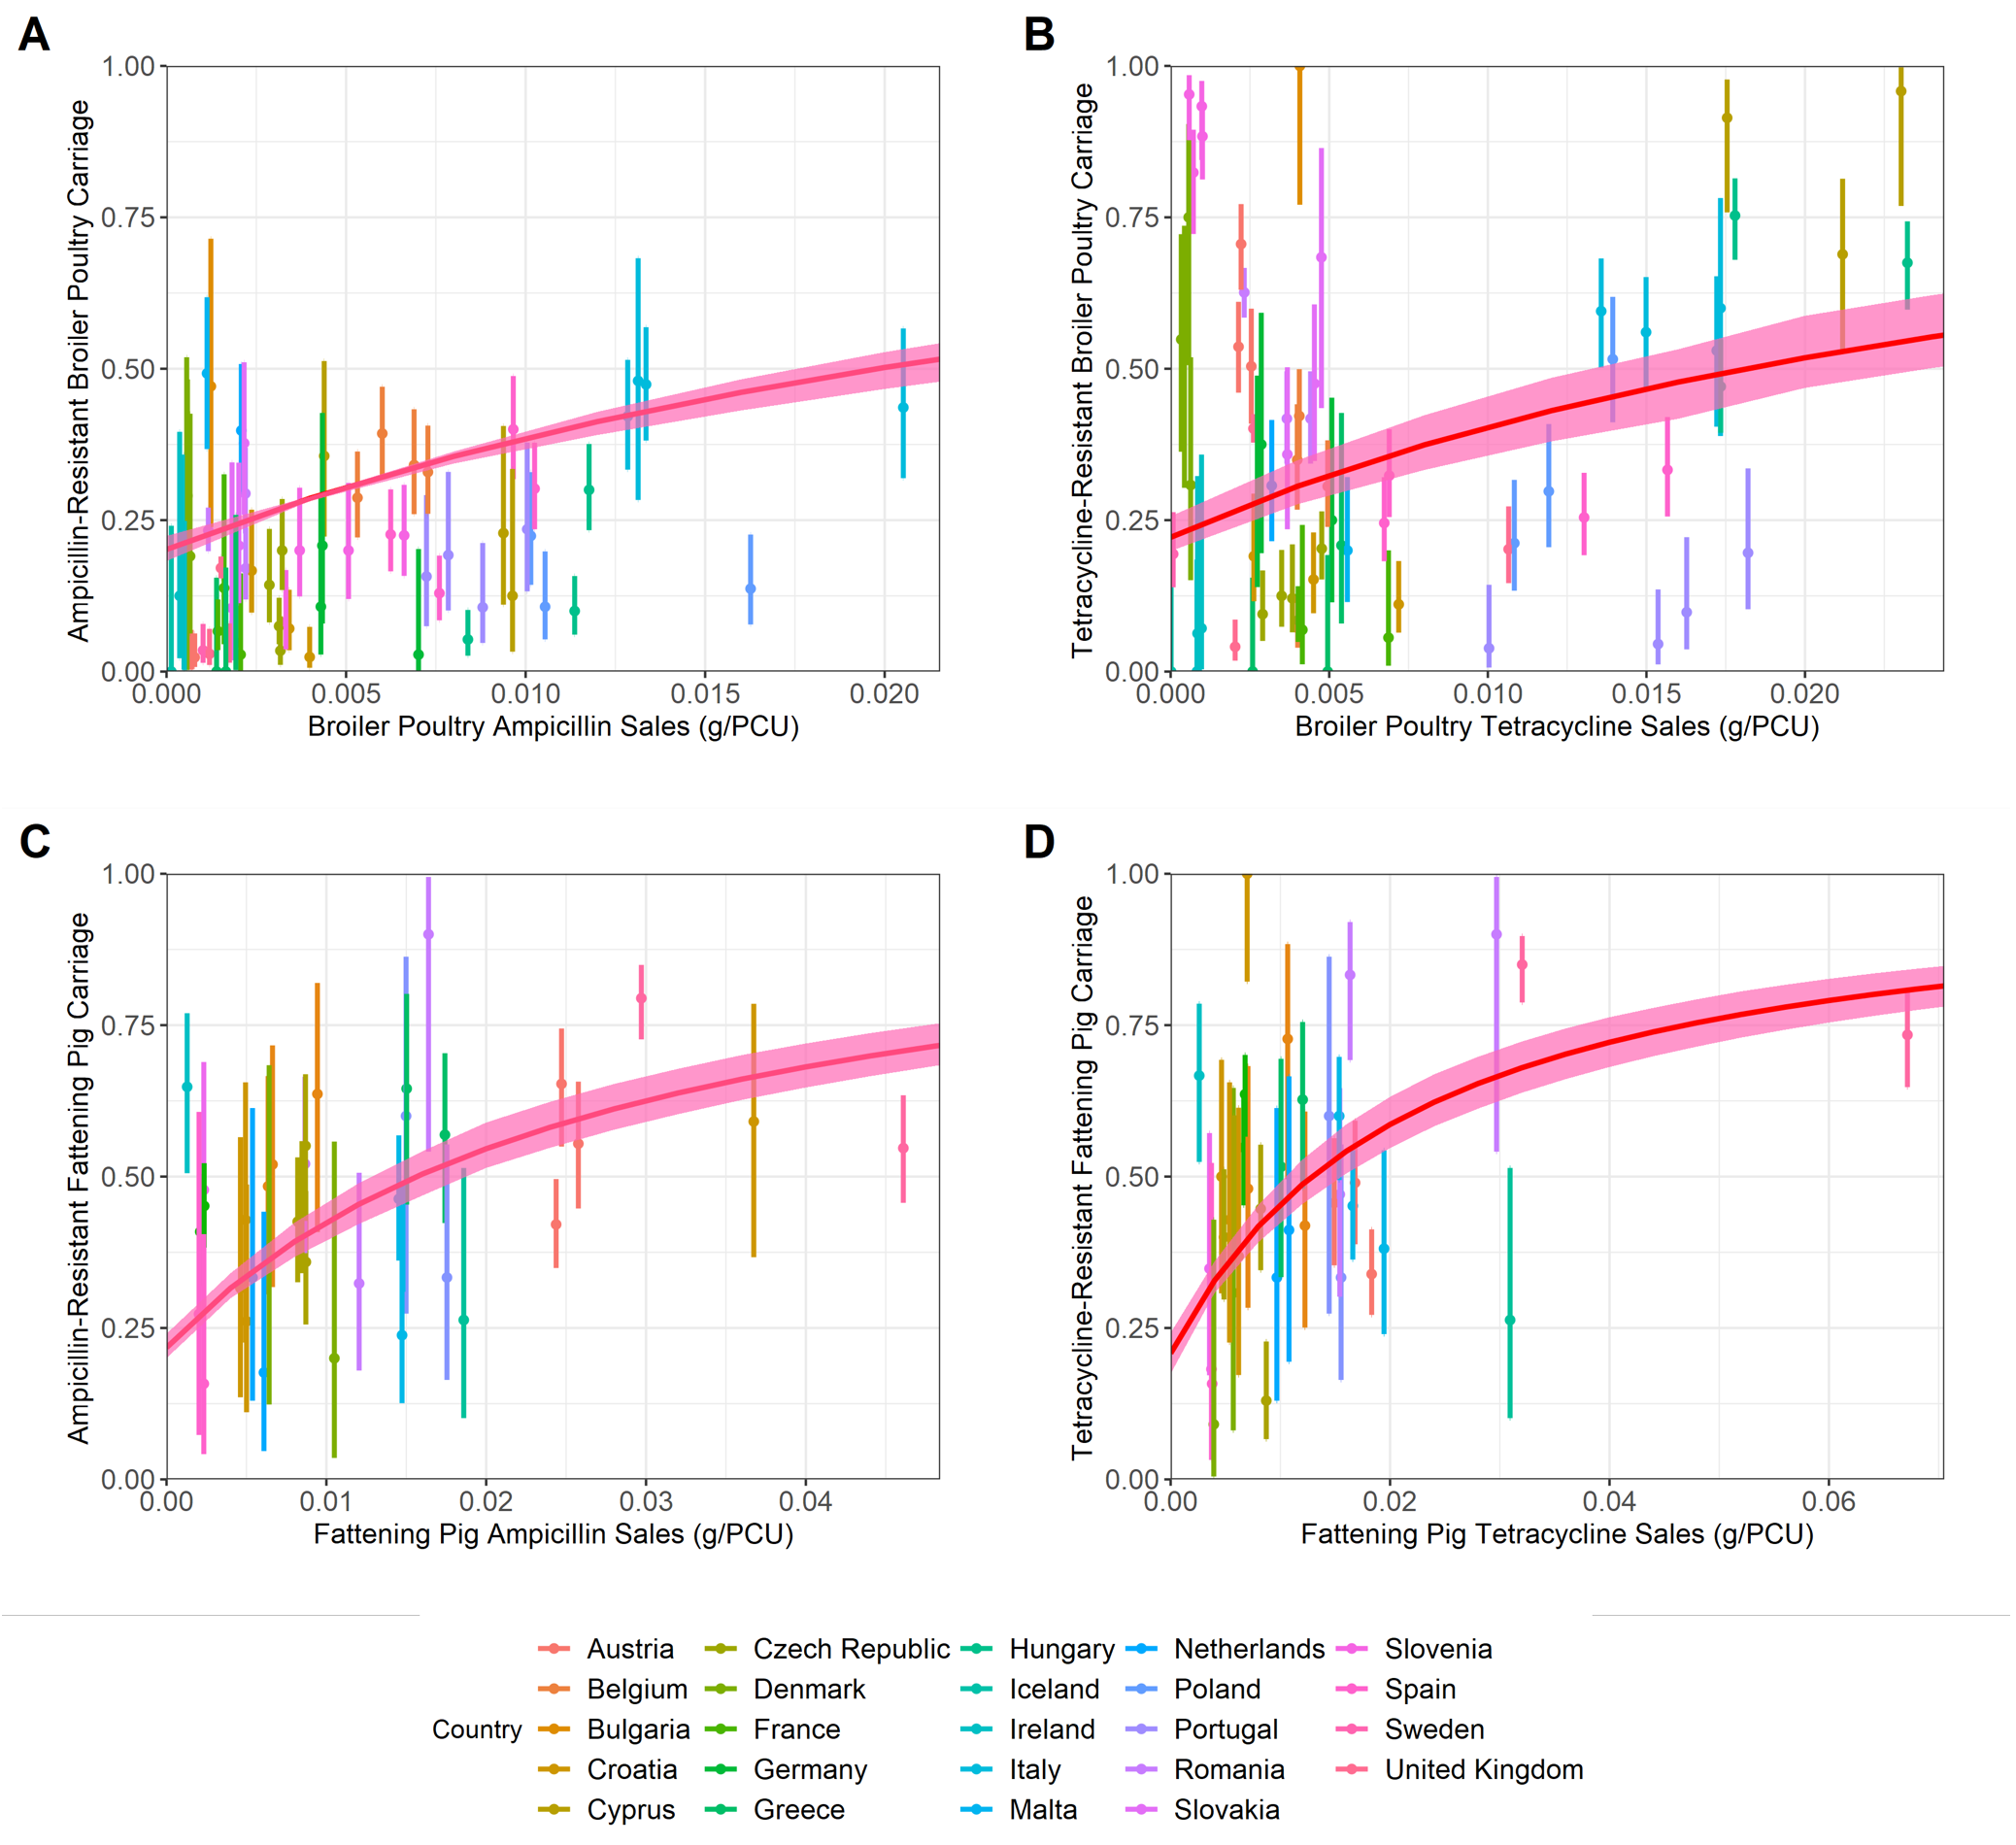 A
B
Ampicillin-Resistant Broiler Poultry Carriage
1.00
0.75
0.50
0.25
0.00
0.000 0.005 0.010 0.015 0.020
Broiler Poultry Ampicillin Sales (g/PCU)
Tetracycline-Resistant Broiler Poultry Carriage
1.00
0.75
0.50
0.25
0.00
0.000 0.005 0.010 0.015 0.020
Broiler Poultry Tetracycline Sales (g/PCU)
C
D
Ampicillin-Resistant Fattening Pig Carriage
1.00
0.75
0.50
0.25
0.00
0.00 0.01 0.02 0.03 0.04
Fattening Pig Ampicillin Sales (g/PCU)
Tetracycline-Resistant Fattening Pig Carriage
1.00
0.75
0.50
0.25
0.00
0.00 0.02 0.04 0.06
Fattening Pig Tetracycline Sales (g/PCU)
Country
Austria
Belgium
Bulgaria
Croatia
Cyprus
Czech Republic
Denmark
France
Germany
Greece
Hungary
Iceland
Ireland
Italy
Malta
Netherlands
Poland
Portugal
Romania
Slovakia
Slovenia
Spain
Sweden
United Kingdom